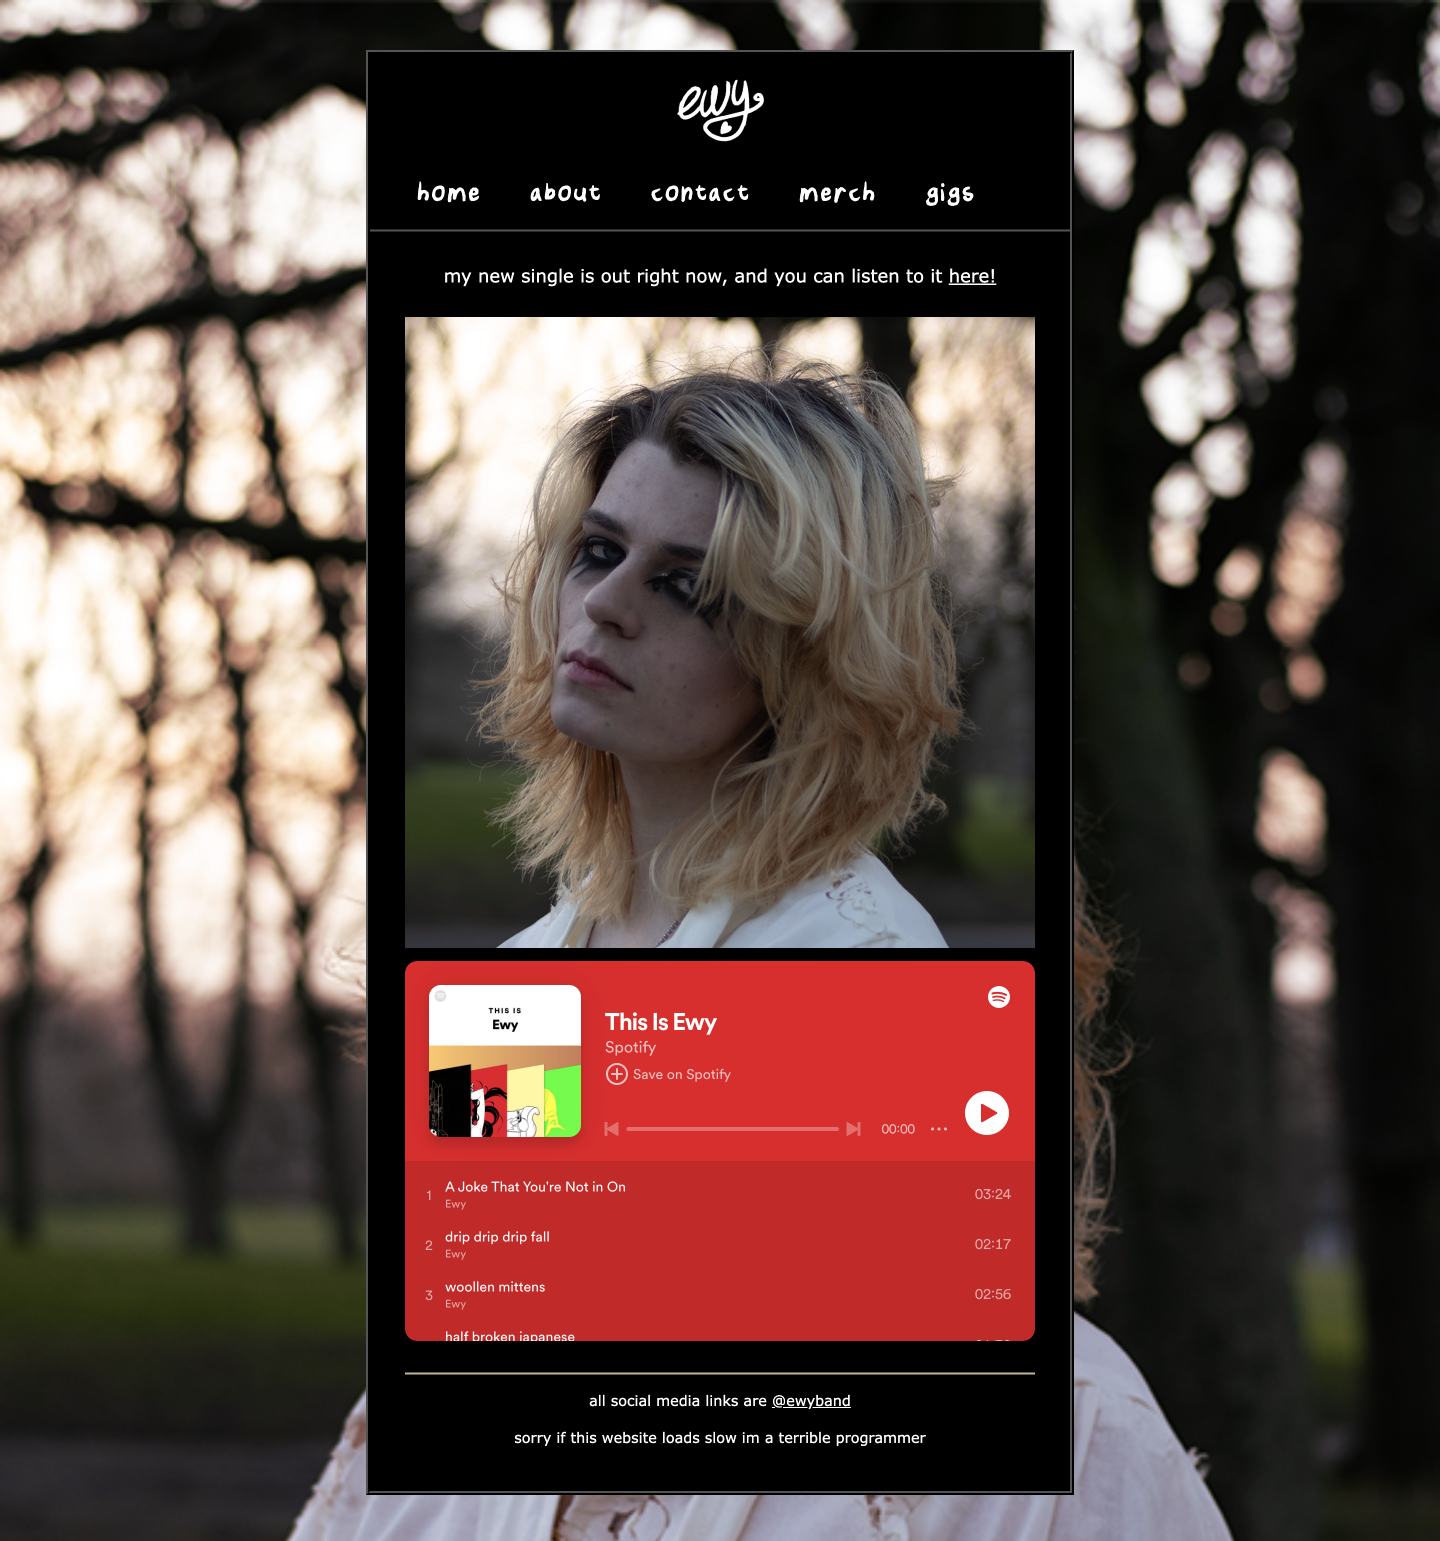 ewy
home about contact merch gigs
my new single is out right now, and you can listen to it here!
THIS IS
Ewy
This Is Ewy
Spotify
Save on Spotify
00:00
1 A Joke That You're Not in On 03:24
Ewy
2 drip drip drip fall 02:17
Ewy
3 woollen mittens 02:56
Ewy
half broken japanese
all social media links are @ewyband
sorry if this website loads slow im a terrible programmer